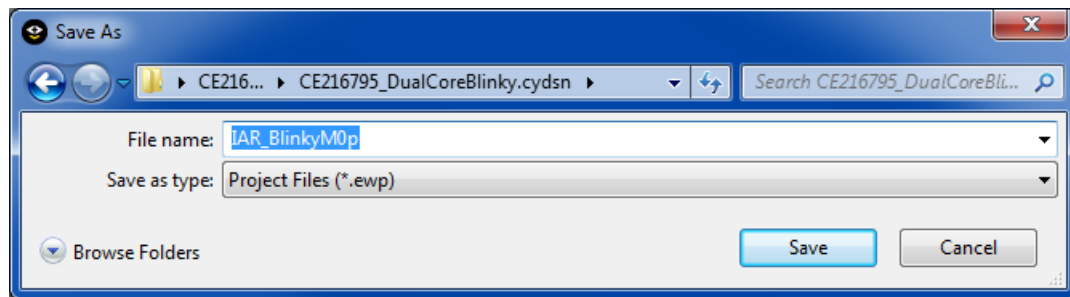 Save As
CE216... CE216795_DualCoreBlinky.cydsn Search CE216795_DualCoreBli...
File name: IAR_BlinkyM0p
Save as type: Project Files (*.ewp)
Browse Folders Save Cancel